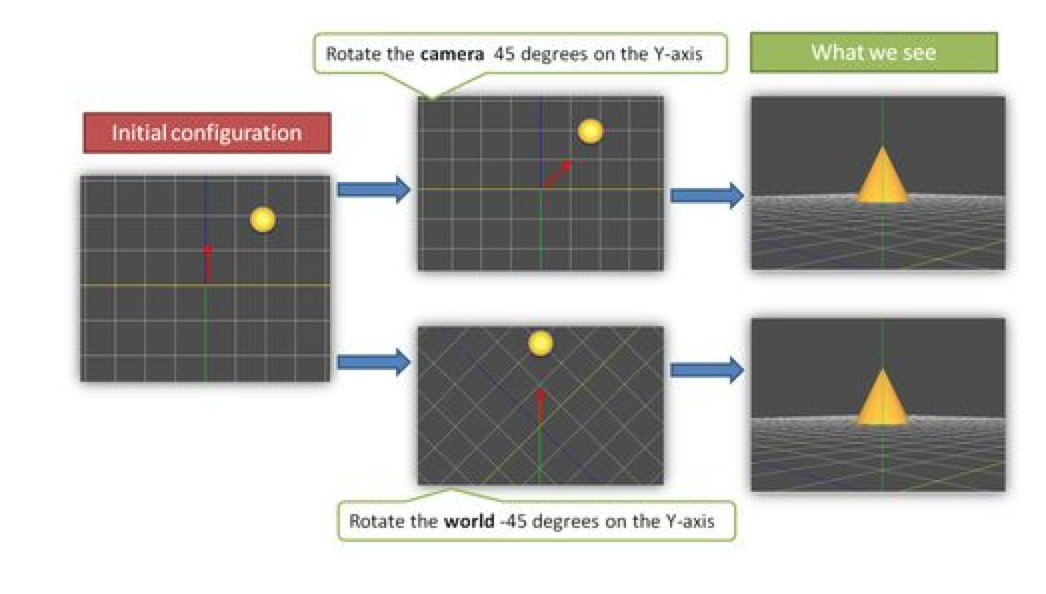 Rotate the camera 45 degrees on the Y-axis
What we see
Initial configuration
Rotate the world -45 degrees on the Y-axis